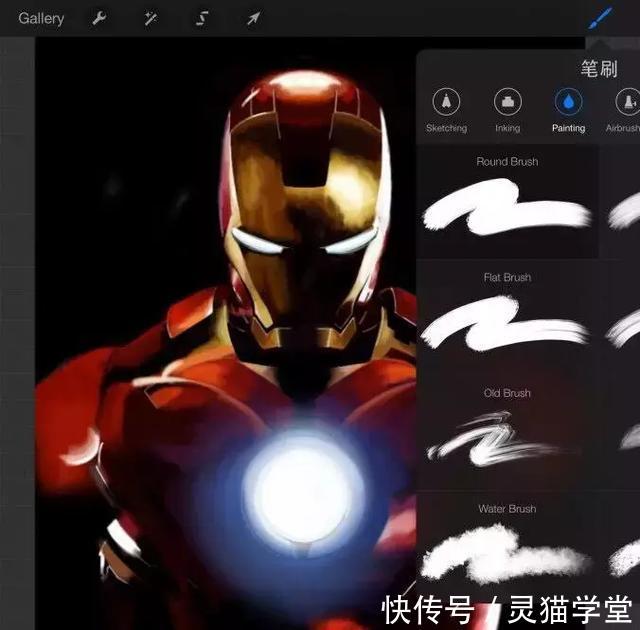 Gallery
笔刷
Sketching
Inking
Painting
Round Brush
Flat Brush
Old Brush
Water Brush
快传号 / 灵猫学堂